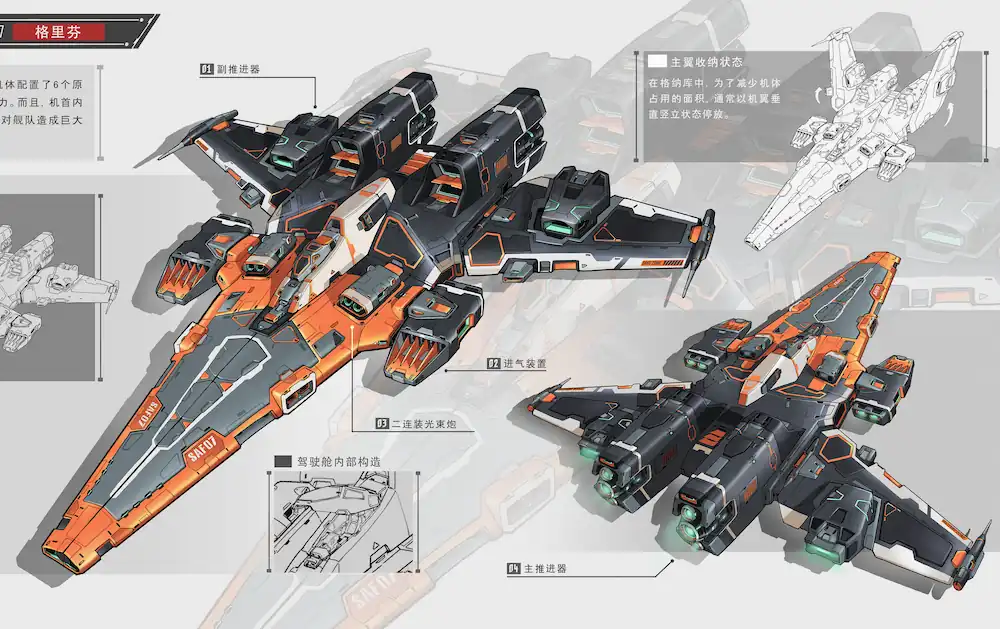 格里芬
机体配置了6个原
力。而且，机首内
对舰队造成巨大
01 副推进器
主翼收纳状态
在格纳库中，为了减少机体
占用的面积，通常以机翼垂
直竖立状态停放。
02 进气装置
03 二连装光束炮
SAF07
SAF07
驾驶舱内部构造
04 主推进器